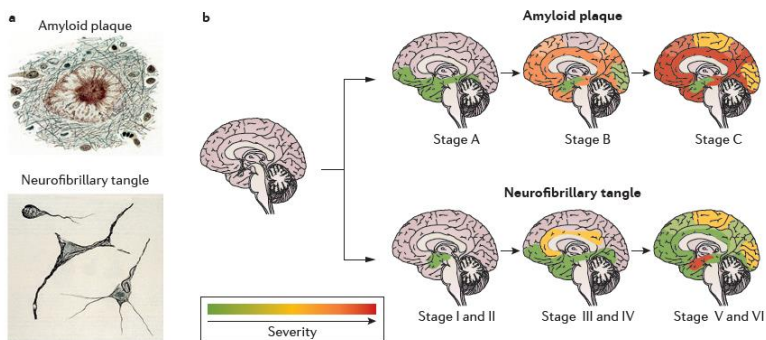 a
Amyloid plaque
Neurofibrillary tangle
b
Amyloid plaque
Stage A
Stage B
Stage C
Neurofibrillary tangle
Stage I and II
Stage III and IV
Stage V and VI
Severity